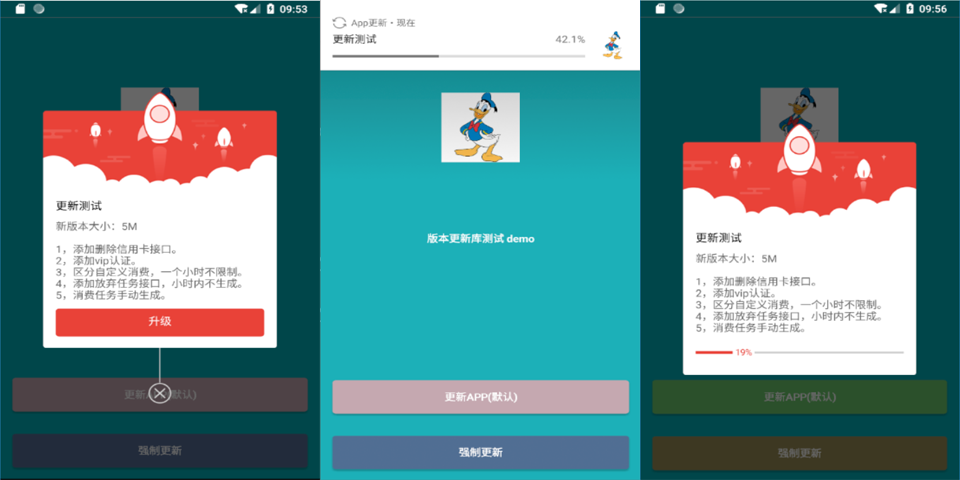 09:53
更新测试
新版本大小：5M
1，添加删除信用卡接口。
2，添加vip认证。
3，区分自定义消费，一个小时不限制。
4，添加放弃任务接口，小时内不生成。
5，消费任务手动生成。
升级
更新APP(默认)
强制更新
App更新 • 现在
更新测试
42.1%
版本更新库测试 demo
更新APP(默认)
强制更新
09:56
更新测试
新版本大小：5M
1，添加删除信用卡接口。
2，添加vip认证。
3，区分自定义消费，一个小时不限制。
4，添加放弃任务接口，小时内不生成。
5，消费任务手动生成。
19%
更新APP(默认)
强制更新